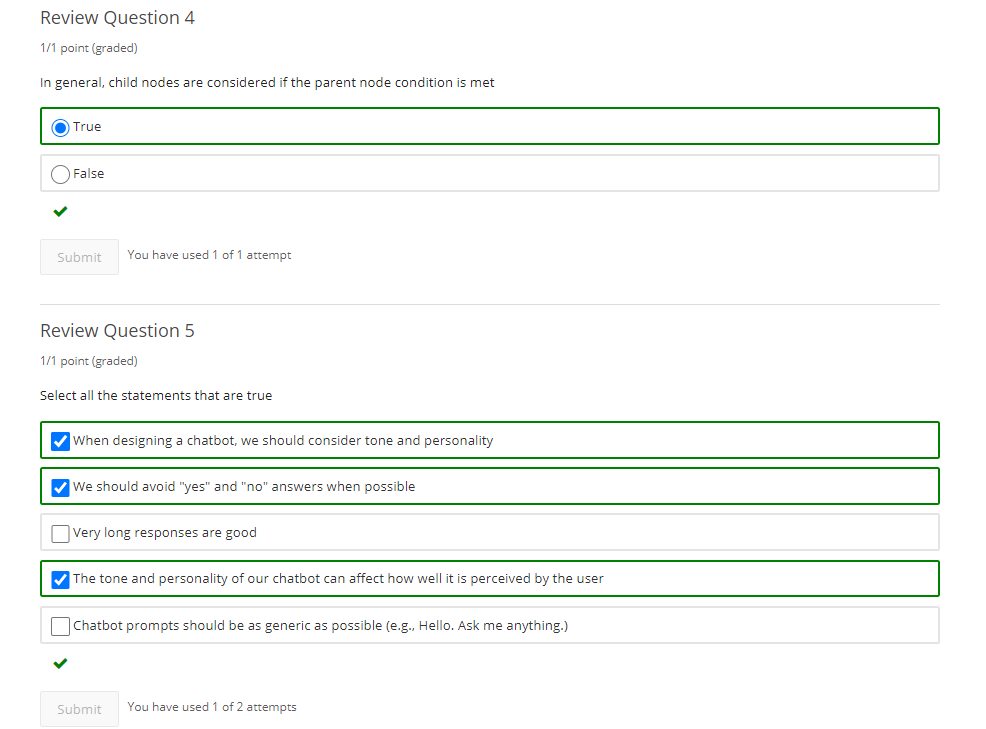 Review Question 4
1/1 point (graded)
In general, child nodes are considered if the parent node condition is met
True
False
Submit
You have used 1 of 1 attempt
Review Question 5
1/1 point (graded)
Select all the statements that are true
When designing a chatbot, we should consider tone and personality
We should avoid "yes" and "no" answers when possible
Very long responses are good
The tone and personality of our chatbot can affect how well it is perceived by the user
Chatbot prompts should be as generic as possible (e.g., Hello. Ask me anything.)
Submit
You have used 1 of 2 attempts